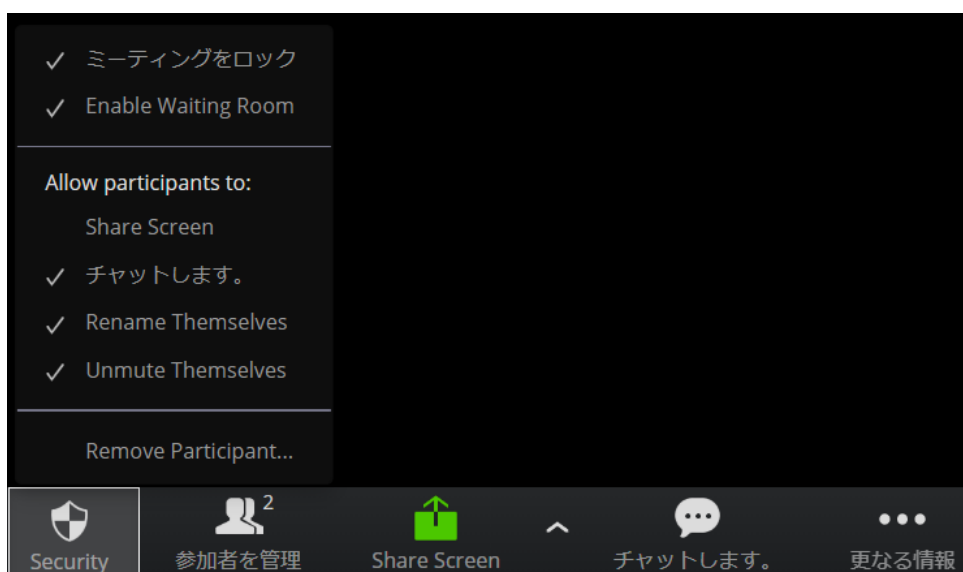 ミーティングをロック
Enable Waiting Room
Allow participants to:
Share Screen
チャットします。
Rename Themselves
Unmute Themselves
Remove Participant...
2
Security
参加者を管理
Share Screen
チャットします。
更なる情報